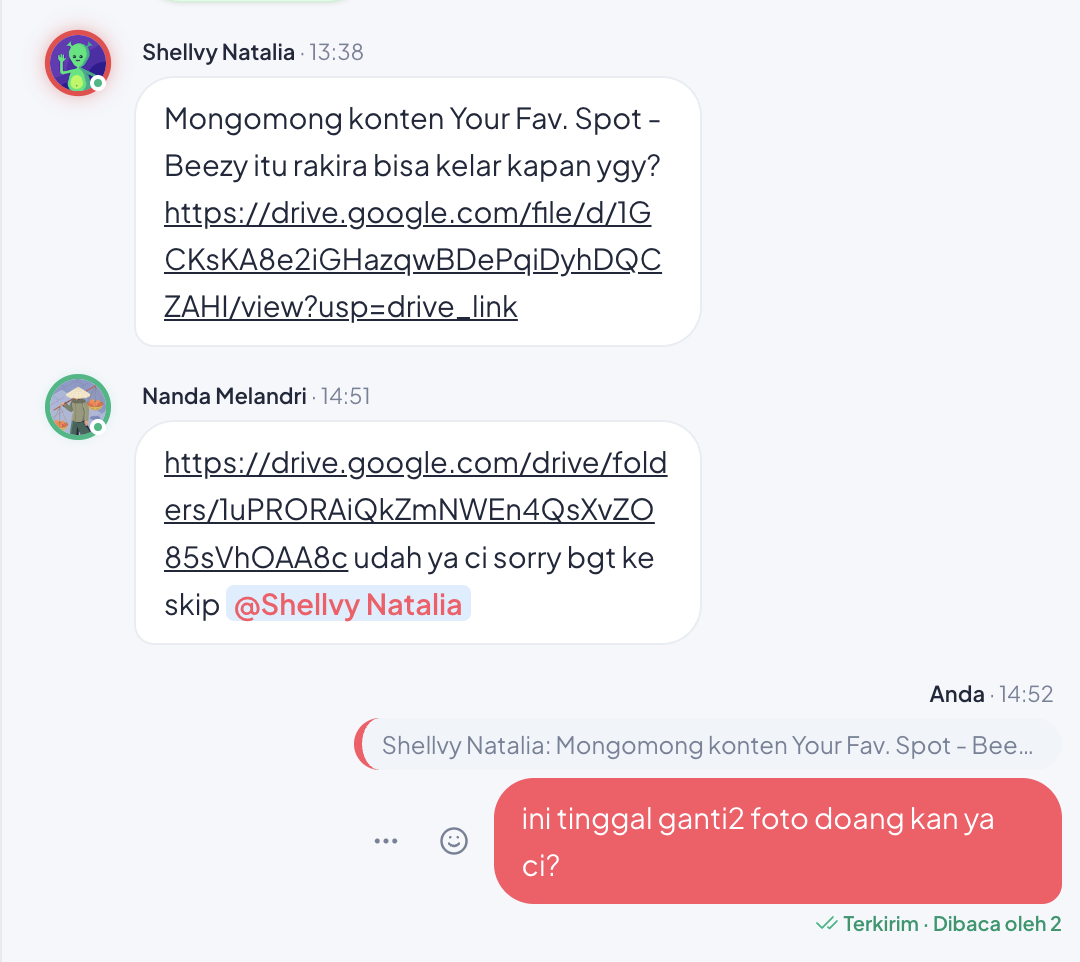 Shellvy Natalia · 13:38
Mongomong konten Your Fav. Spot -
Beezy itu rakira bisa kelar kapan ygy?
https://drive.google.com/file/d/1G
CKsKA8e2iGHazqwBDePqiDyhDQC
ZAHI/view?usp=drive_link
Nanda Melandri · 14:51
https://drive.google.com/drive/fold
ers/1uPRORAiQkZmNWEn4QsXvZO
85sVhOAA8c udah ya ci sorry bgt ke
skip @Shellvy Natalia
Anda · 14:52
Shellvy Natalia: Mongomong konten Your Fav. Spot - Bee...
ini tinggal ganti2 foto doang kan ya
ci?
Terkirim · Dibaca oleh 2